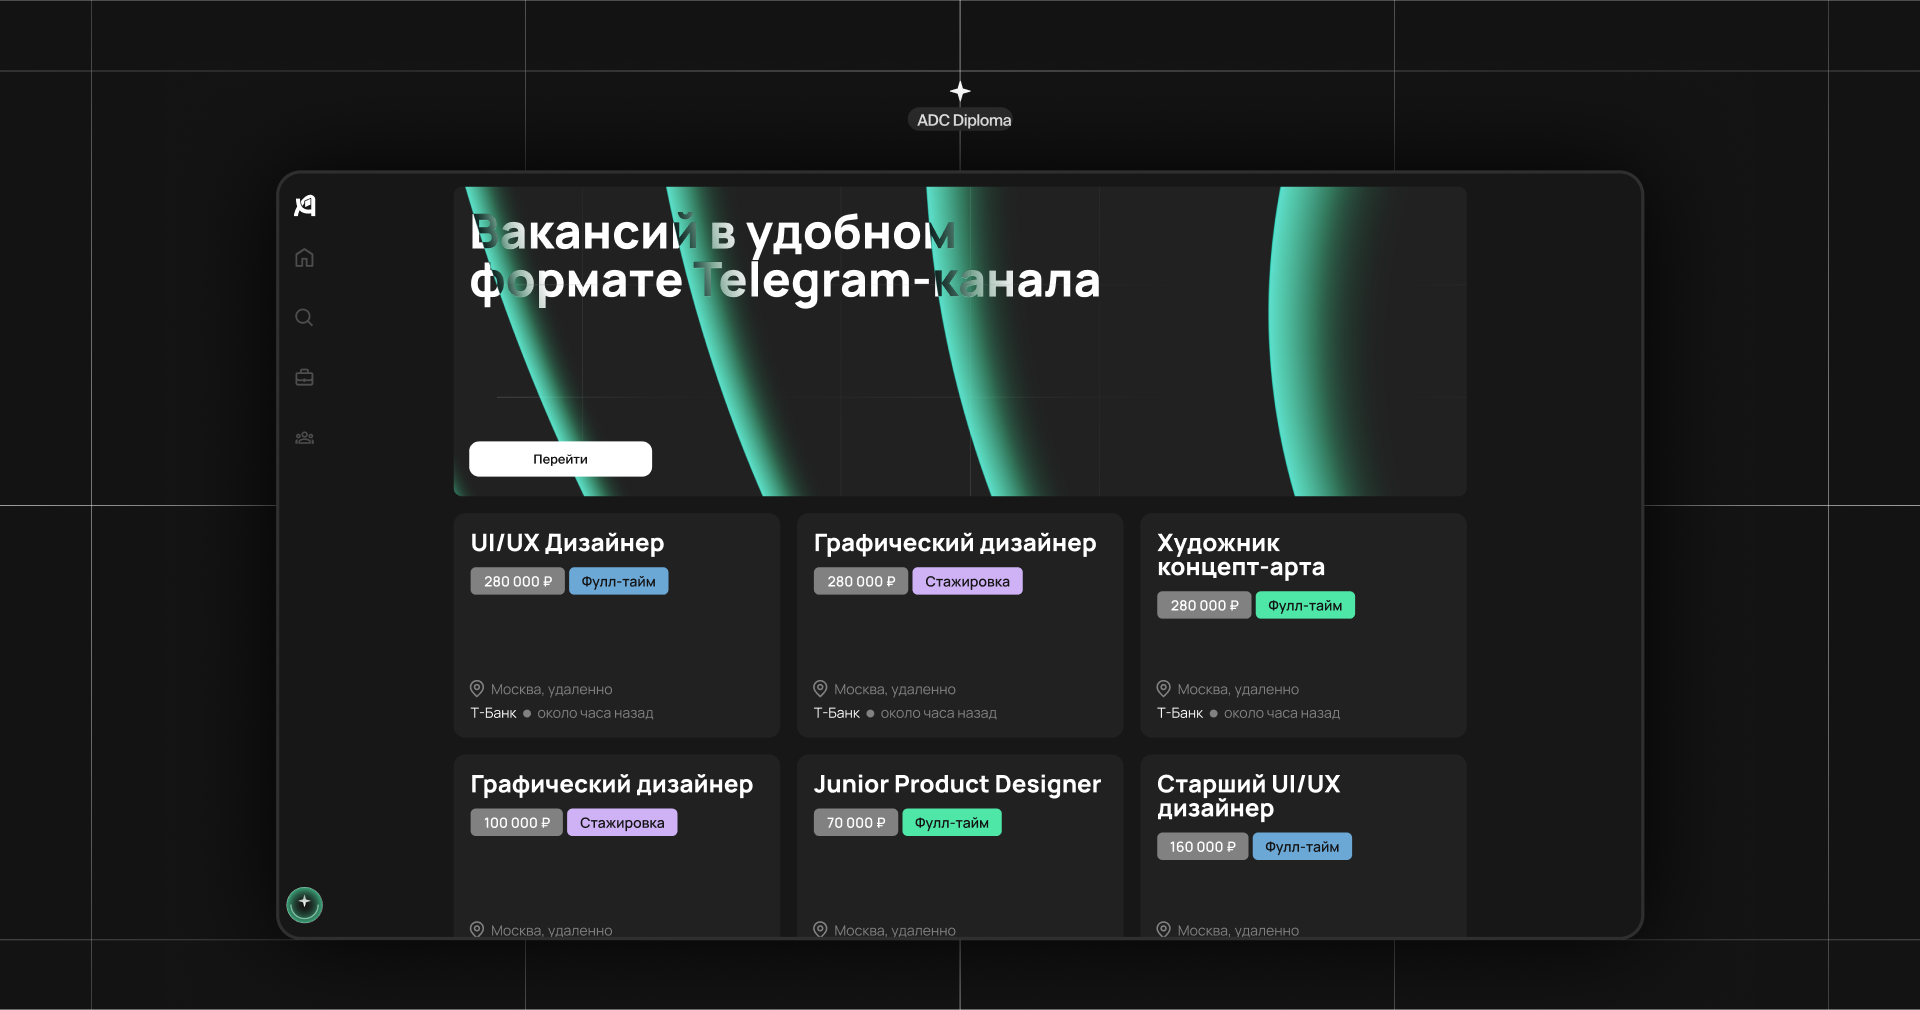 ADC Diploma
Вакансий в удобном
формате Telegram-канала
Перейти
UI/UX Дизайнер
280 000 ₽ Фулл-тайм
Москва, удаленно
Т-Банк ● около часа назад
Графический дизайнер
280 000 ₽ Стажировка
Москва, удаленно
Т-Банк ● около часа назад
Художник
концепт-арта
280 000 ₽ Фулл-тайм
Москва, удаленно
Т-Банк ● около часа назад
Графический дизайнер
100 000 ₽ Стажировка
Москва, удаленно
Junior Product Designer
70 000 ₽ Фулл-тайм
Москва, удаленно
Старший UI/UX
дизайнер
160 000 ₽ Фулл-тайм
Москва, удаленно